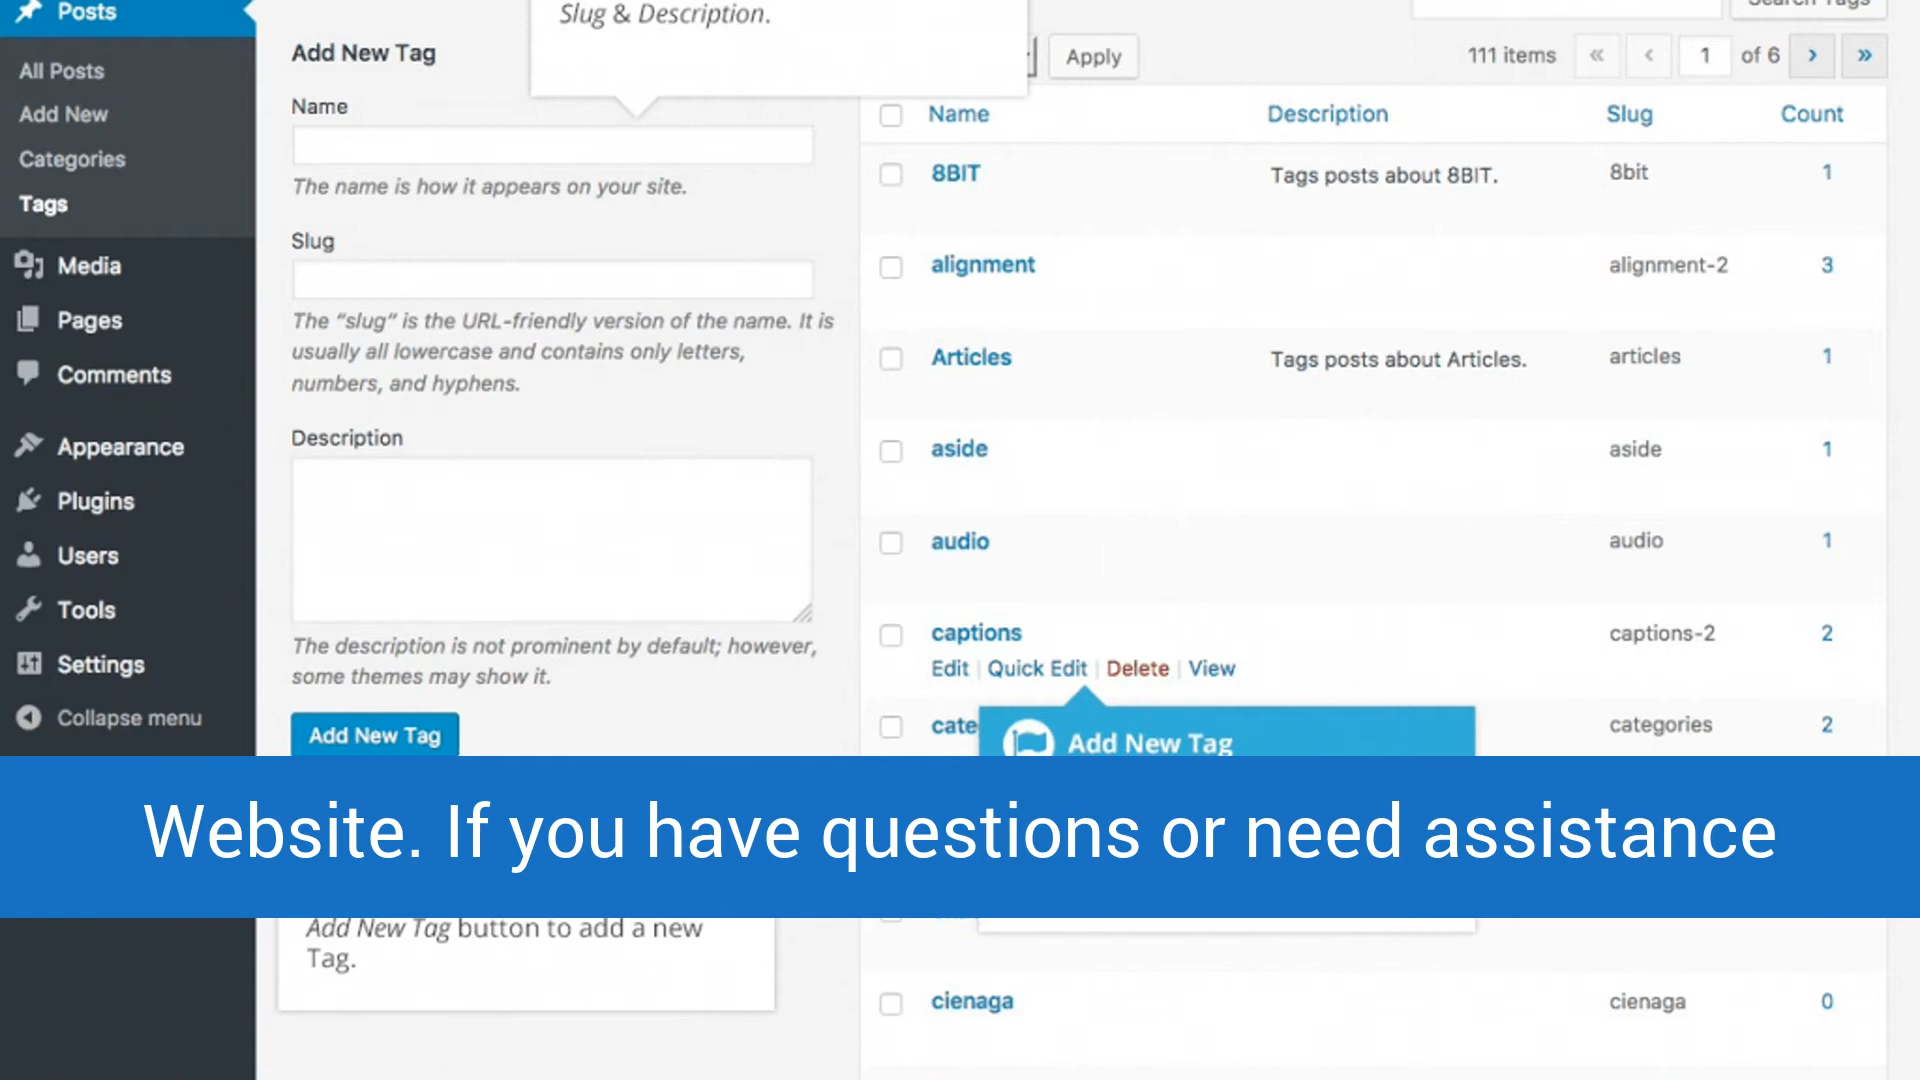 Posts
All Posts
Add New
Categories
Tags
Media
Pages
Comments
Appearance
Plugins
Users
Tools
Settings
Collapse menu
Slug & Description.
Add New Tag
Name
The name is how it appears on your site.
Slug
The “slug” is the URL-friendly version of the name. It is
usually all lowercase and contains only letters,
numbers, and hyphens.
Description
The description is not prominent by default; however,
some themes may show it.
Add New Tag
Search Tags
Apply
111 items « ‹ 1 of 6 › »
Name Description Slug Count
8BIT Tags posts about 8BIT. 8bit 1
alignment alignment-2 3
Articles Tags posts about Articles. articles 1
aside aside 1
audio audio 1
captions captions-2 2
Edit | Quick Edit | Delete | View
cate categories 2
Add New Tag
Website. If you have questions or need assistance
Add New Tag button to add a new
Tag.
cienaga cienaga 0